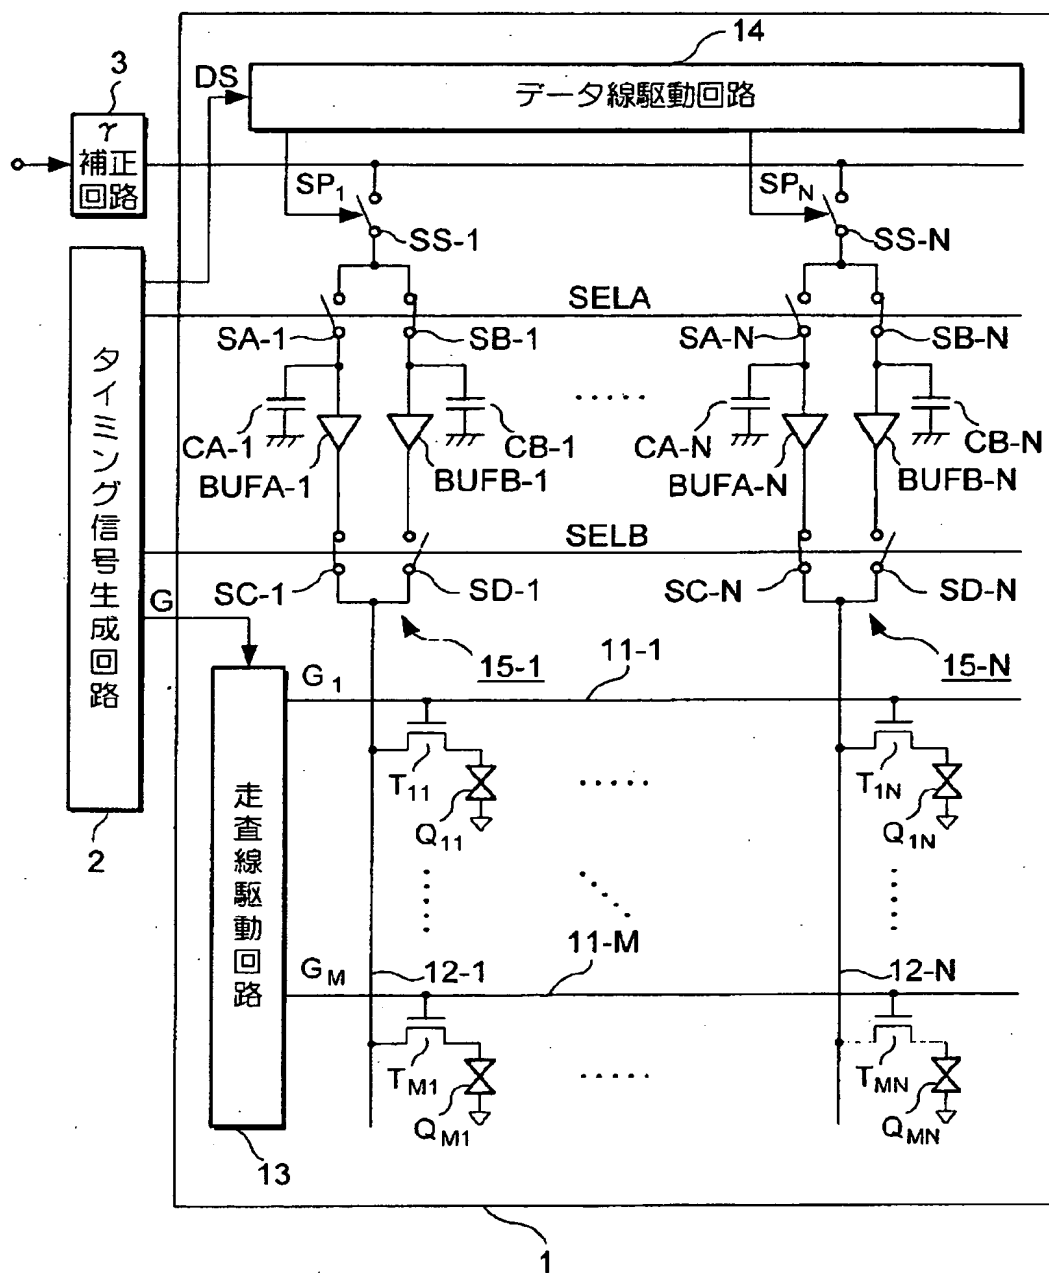 14
3
DS
データ線駆動回路
γ
補正
回路
SP1
SPN
SS-1
SS-N
SELA
SA-1
SB-1
SA-N
SB-N
CA-1
CB-1
CA-N
CB-N
BUFA-1
BUFB-1
BUFA-N
BUFB-N
SELB
SC-1
SD-1
SC-N
SD-N
タイミング信号生成回路
G
15-1
15-N
G1
11-1
T11
T1N
Q11
Q1N
走査線駆動回路
2
11-M
GM
12-1
12-N
TM1
TMN
QM1
QMN
13
1